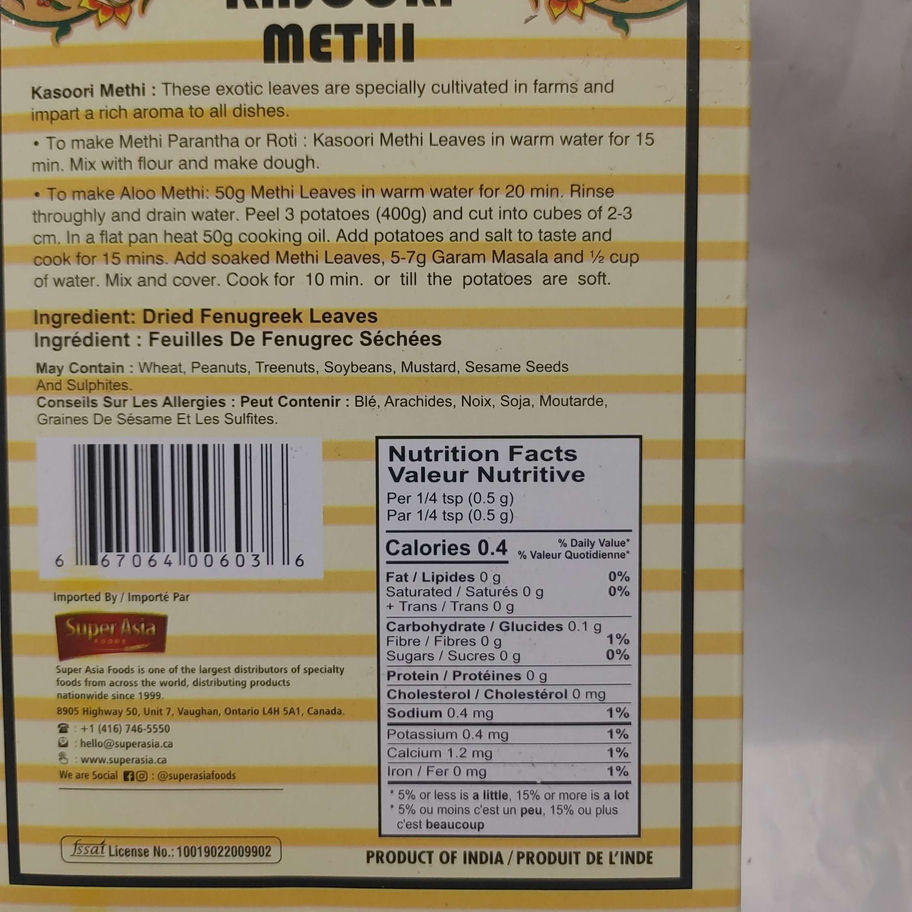 KASOORI
METHI
Kasoori Methi : These exotic leaves are specially cultivated in farms and
impart a rich aroma to all dishes.
• To make Methi Parantha or Roti : Kasoori Methi Leaves in warm water for 15
min. Mix with flour and make dough.
• To make Aloo Methi: 50g Methi Leaves in warm water for 20 min. Rinse
throughly and drain water. Peel 3 potatoes (400g) and cut into cubes of 2-3
cm. In a flat pan heat 50g cooking oil. Add potatoes and salt to taste and
cook for 15 mins. Add soaked Methi Leaves, 5-7g Garam Masala and ½ cup
of water. Mix and cover. Cook for 10 min. or till the potatoes are soft.
Ingredient: Dried Fenugreek Leaves
Ingrédient : Feuilles De Fenugrec Séchées
May Contain : Wheat, Peanuts, Treenuts, Soybeans, Mustard, Sesame Seeds
And Sulphites.
Conseils Sur Les Allergies : Peut Contenir : Blé, Arachides, Noix, Soja, Moutarde,
Graines De Sésame Et Les Sulfites.
6 67064 00603 6
Imported By / Importé Par
Super Asia
FOODS
Super Asia Foods is one of the largest distributors of specialty
foods from across the world, distributing products
nationwide since 1999.
8905 Highway 50, Unit 7, Vaughan, Ontario L4H 5A1, Canada.
: +1 (416) 746-5550
: hello@superasia.ca
: www.superasia.ca
We are Social : @superasiafoods
fssai License No.: 10019022009902
Nutrition Facts
Valeur Nutritive
Per 1/4 tsp (0.5 g)
Par 1/4 tsp (0.5 g)
Calories 0.4 % Daily Value*
% Valeur Quotidienne*
Fat / Lipides 0 g 0%
Saturated / Saturés 0 g 0%
+ Trans / Trans 0 g
Carbohydrate / Glucides 0.1 g
Fibre / Fibres 0 g 1%
Sugars / Sucres 0 g 0%
Protein / Protéines 0 g
Cholesterol / Cholestérol 0 mg
Sodium 0.4 mg 1%
Potassium 0.4 mg 1%
Calcium 1.2 mg 1%
Iron / Fer 0 mg 1%
* 5% or less is a little, 15% or more is a lot
* 5% ou moins c'est un peu, 15% ou plus
c'est beaucoup
PRODUCT OF INDIA / PRODUIT DE L'INDE